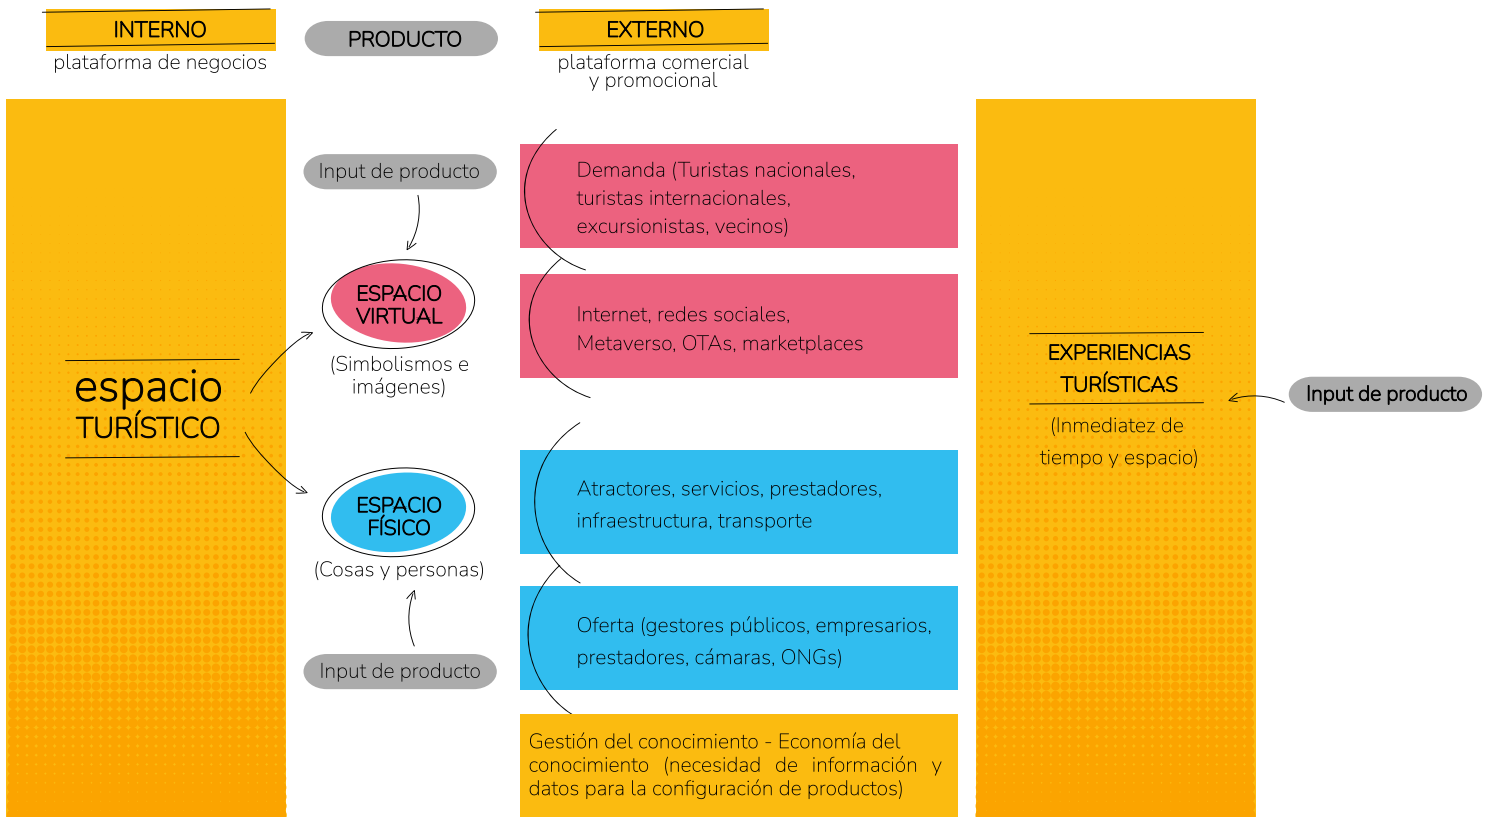 INTERNO
plataforma de negocios
PRODUCTO
EXTERNO
plataforma comercial
y promocional
espacio
TURÍSTICO
Input de producto
ESPACIO
VIRTUAL
(Simbolismos e
imágenes)
ESPACIO
FÍSICO
(Cosas y personas)
Input de producto
Demanda (Turistas nacionales,
turistas internacionales,
excursionistas, vecinos)
Internet, redes sociales,
Metaverso, OTAs, marketplaces
Atractores, servicios, prestadores,
infraestructura, transporte
Oferta (gestores públicos, empresarios,
prestadores, cámaras, ONGs)
Gestión del conocimiento - Economía del
conocimiento (necesidad de información y
datos para la configuración de productos)
EXPERIENCIAS
TURÍSTICAS
(Inmediatez de
tiempo y espacio)
Input de producto